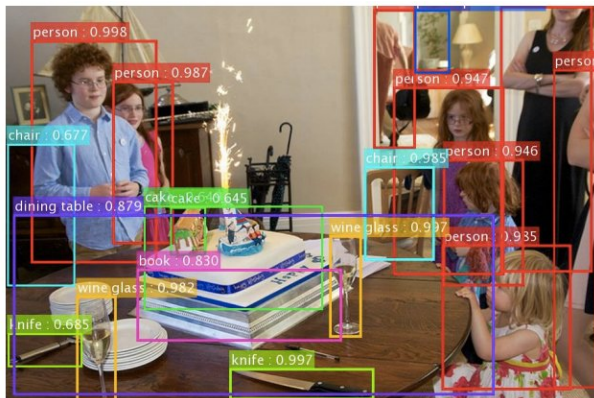 person : 0.998
person : 0.987
person : 0.947
person
chair : 0.677
chair : 0.985
person : 0.946
cake
cake : 0.645
dining table : 0.879
wine glass : 0.997
person : 0.985
book : 0.830
wine glass : 0.982
knife : 0.685
knife : 0.997